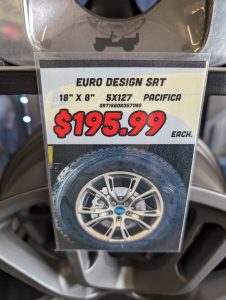 EURO DESIGN SRT
18" X 8" 5X127 PACIFICA
$195.99 EACH.